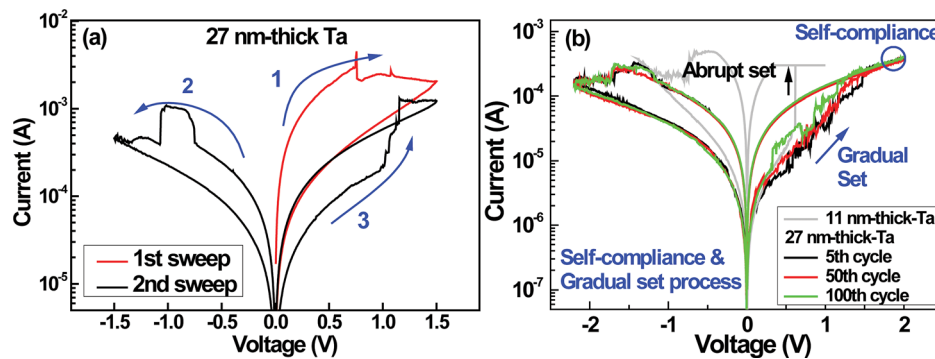 (a)
27 nm-thick Ta
1
2
3
1st sweep
2nd sweep
Current (A)
10⁻²
10⁻³
10⁻⁴
10⁻⁵
-1.5 -1.0 -0.5 0.0 0.5 1.0 1.5
Voltage (V)
(b)
Self-compliance
Abrupt set
Gradual
Set
Self-compliance &
Gradual set process
11 nm-thick-Ta
27 nm-thick-Ta
5th cycle
50th cycle
100th cycle
Current (A)
10⁻³
10⁻⁴
10⁻⁵
10⁻⁶
10⁻⁷
-2 -1 0 1 2
Voltage (V)